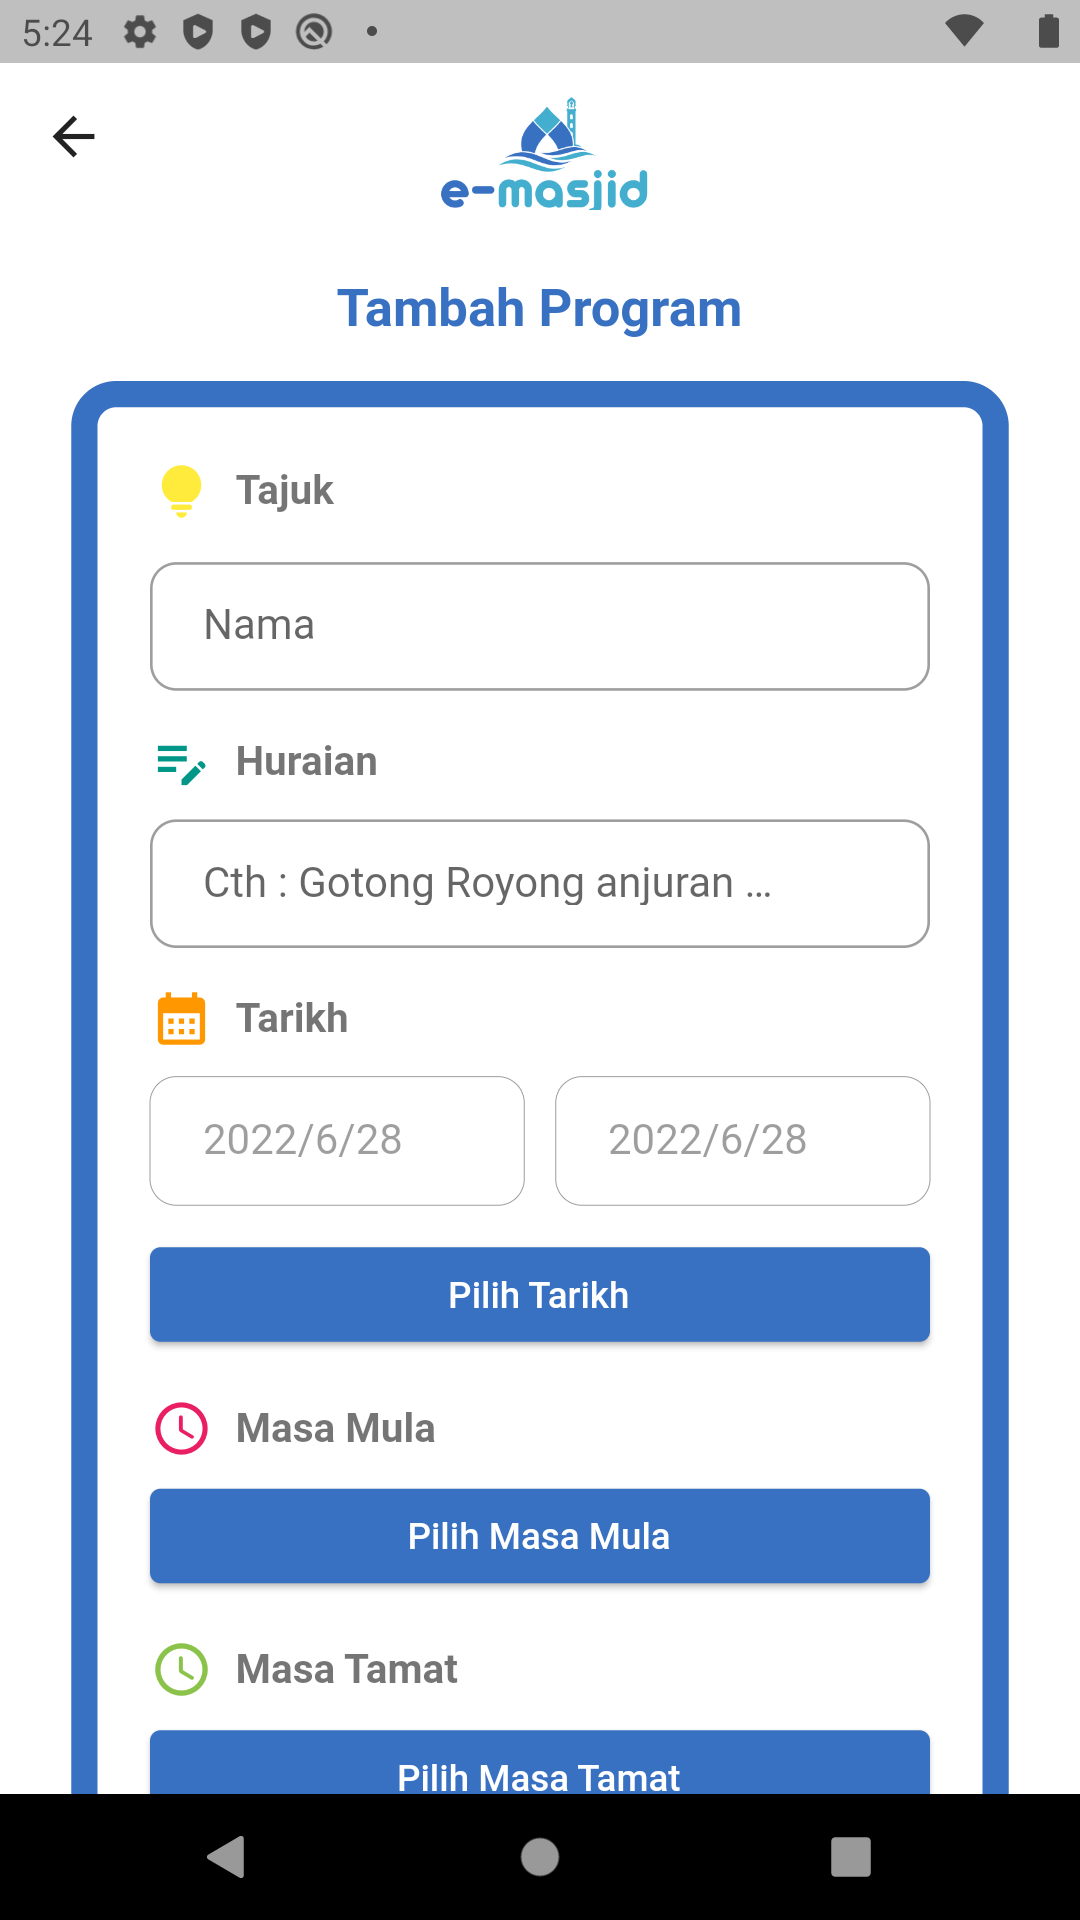 5:24
e-masjid
Tambah Program
Tajuk
Nama
Huraian
Cth : Gotong Royong anjuran ...
Tarikh
2022/6/28 2022/6/28
Pilih Tarikh
Masa Mula
Pilih Masa Mula
Masa Tamat
Pilih Masa Tamat